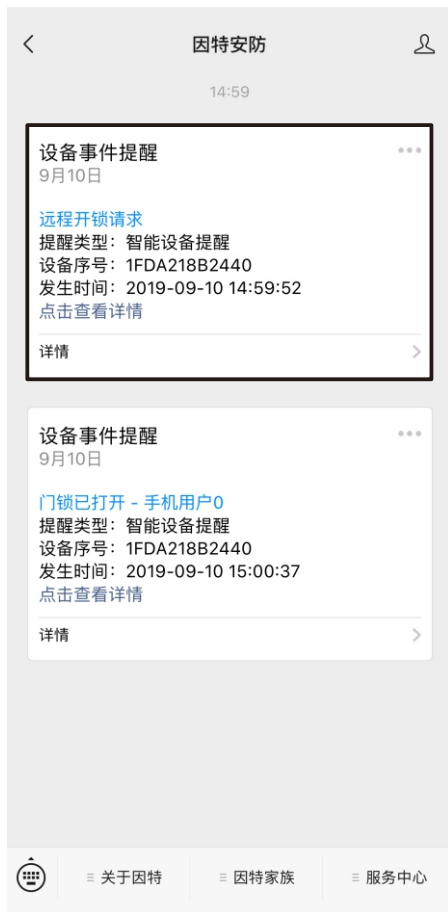 因特安防
14:59
设备事件提醒
9月10日
远程开锁请求
提醒类型：智能设备提醒
设备序号：1FDA218B2440
发生时间：2019-09-10 14:59:52
点击查看详情
详情
设备事件提醒
9月10日
门锁已打开 - 手机用户0
提醒类型：智能设备提醒
设备序号：1FDA218B2440
发生时间：2019-09-10 15:00:37
点击查看详情
详情
关于因特 因特家族 服务中心